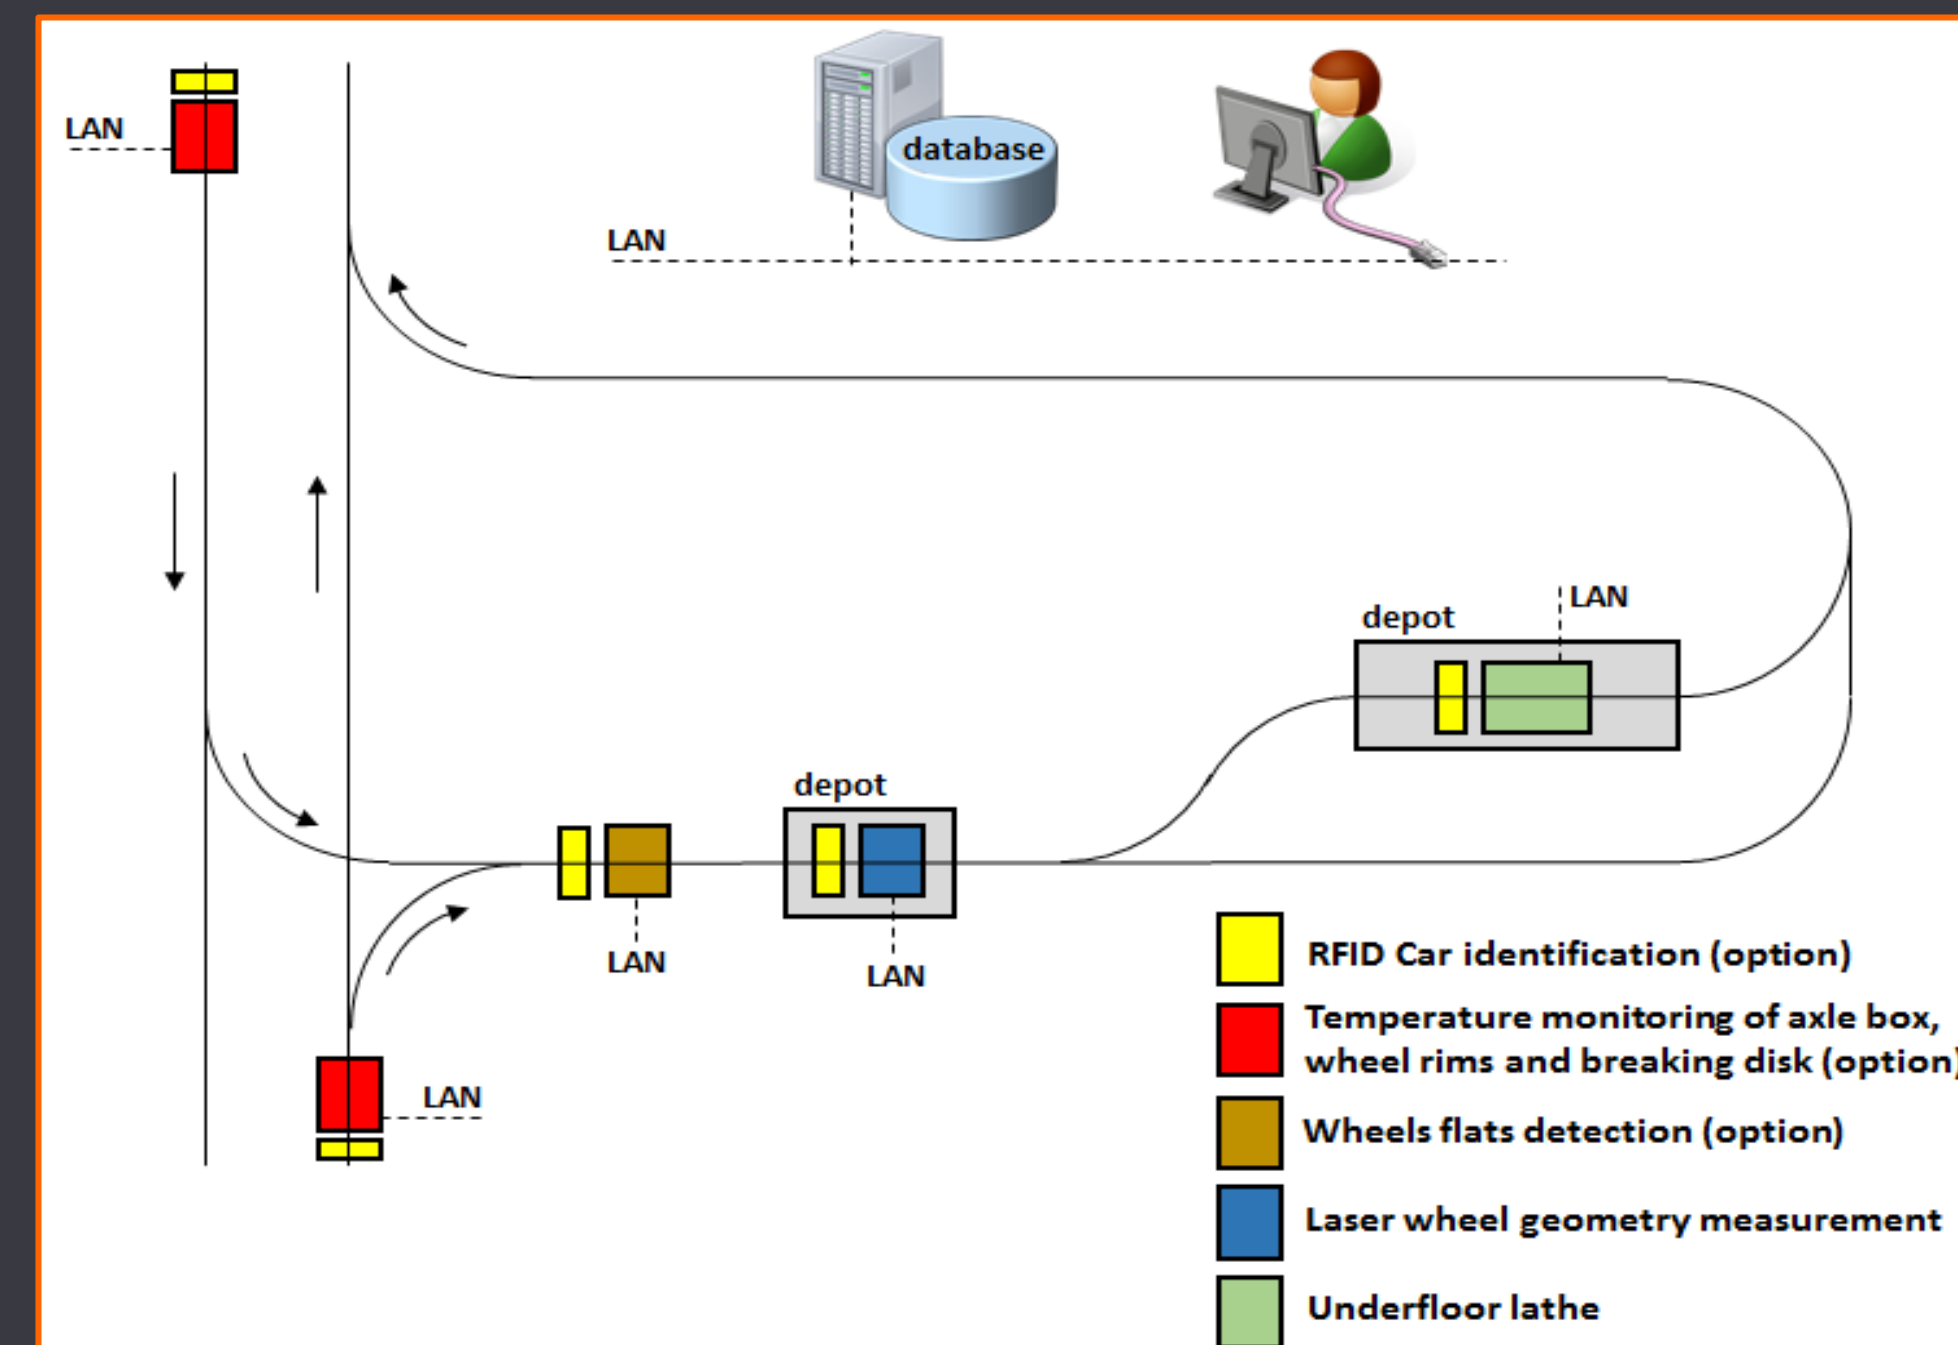 LAN
database
LAN
LAN
depot
depot
LAN
LAN
LAN
RFID Car identification (option)
Temperature monitoring of axle box,
wheel rims and breaking disk (option)
Wheels flats detection (option)
Laser wheel geometry measurement
Underfloor lathe